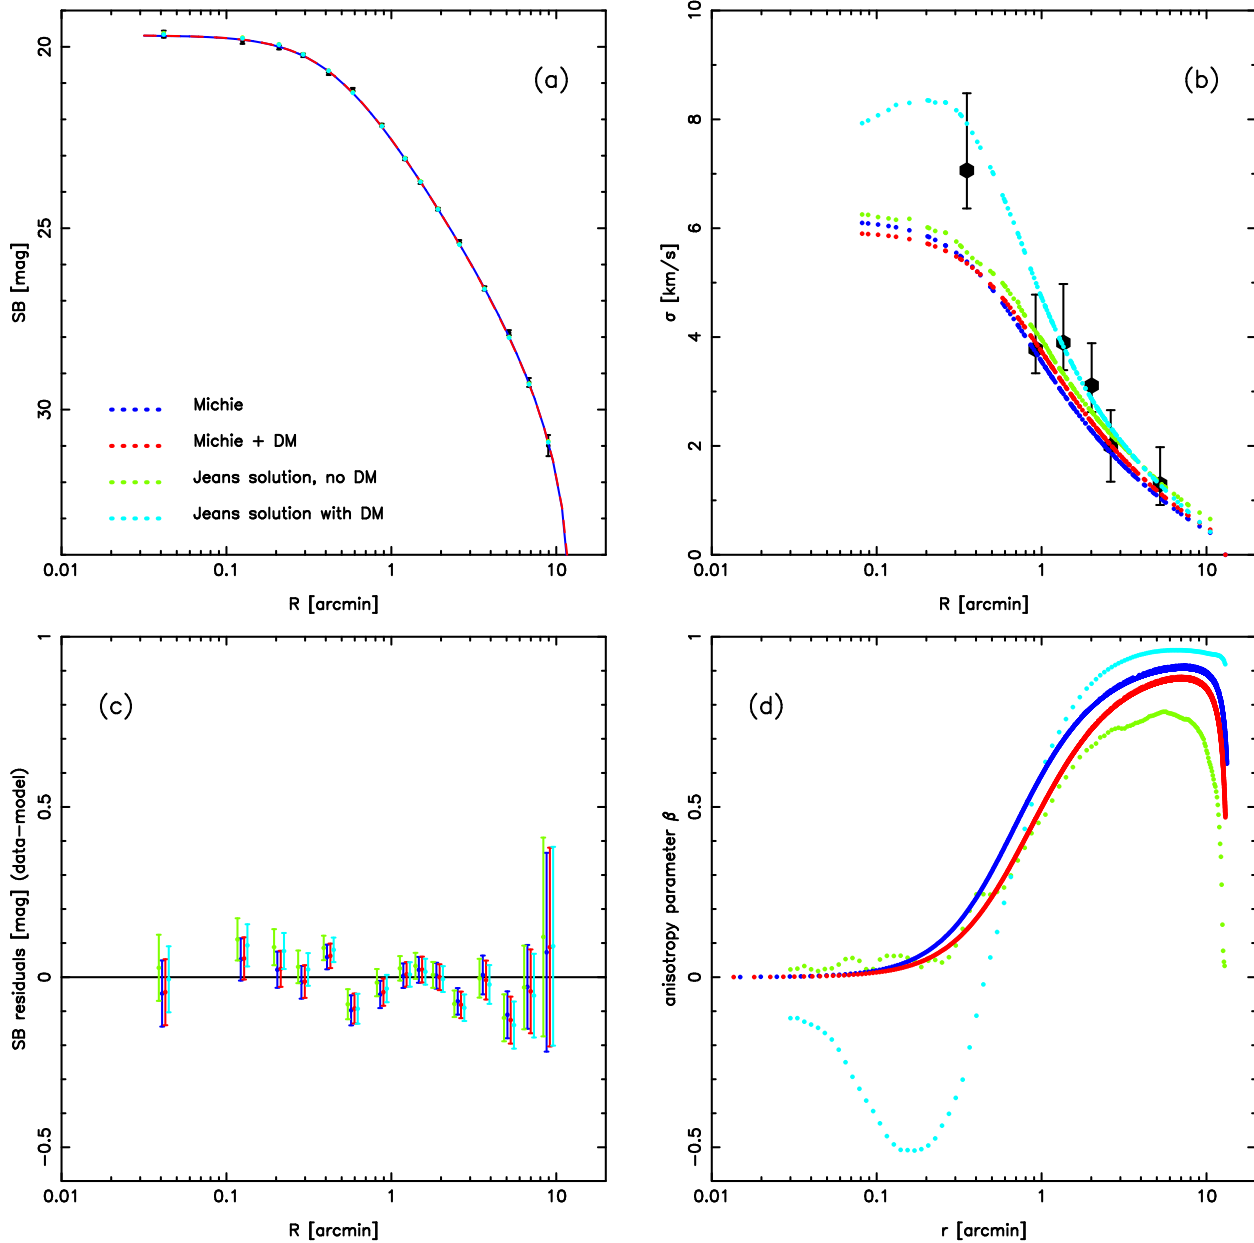 20
25
30
SB [mag]
(a)
Michie
Michie + DM
Jeans solution, no DM
Jeans solution with DM
0.01
0.1
1
10
R [arcmin]
10
8
6
4
2
0
σ [km/s]
(b)
0.01
0.1
1
10
R [arcmin]
1
0.5
0
−0.5
SB residuals [mag] (data−model)
(c)
0.01
0.1
1
10
R [arcmin]
1
0.5
0
−0.5
anisotropy parameter β
(d)
0.01
0.1
1
10
r [arcmin]